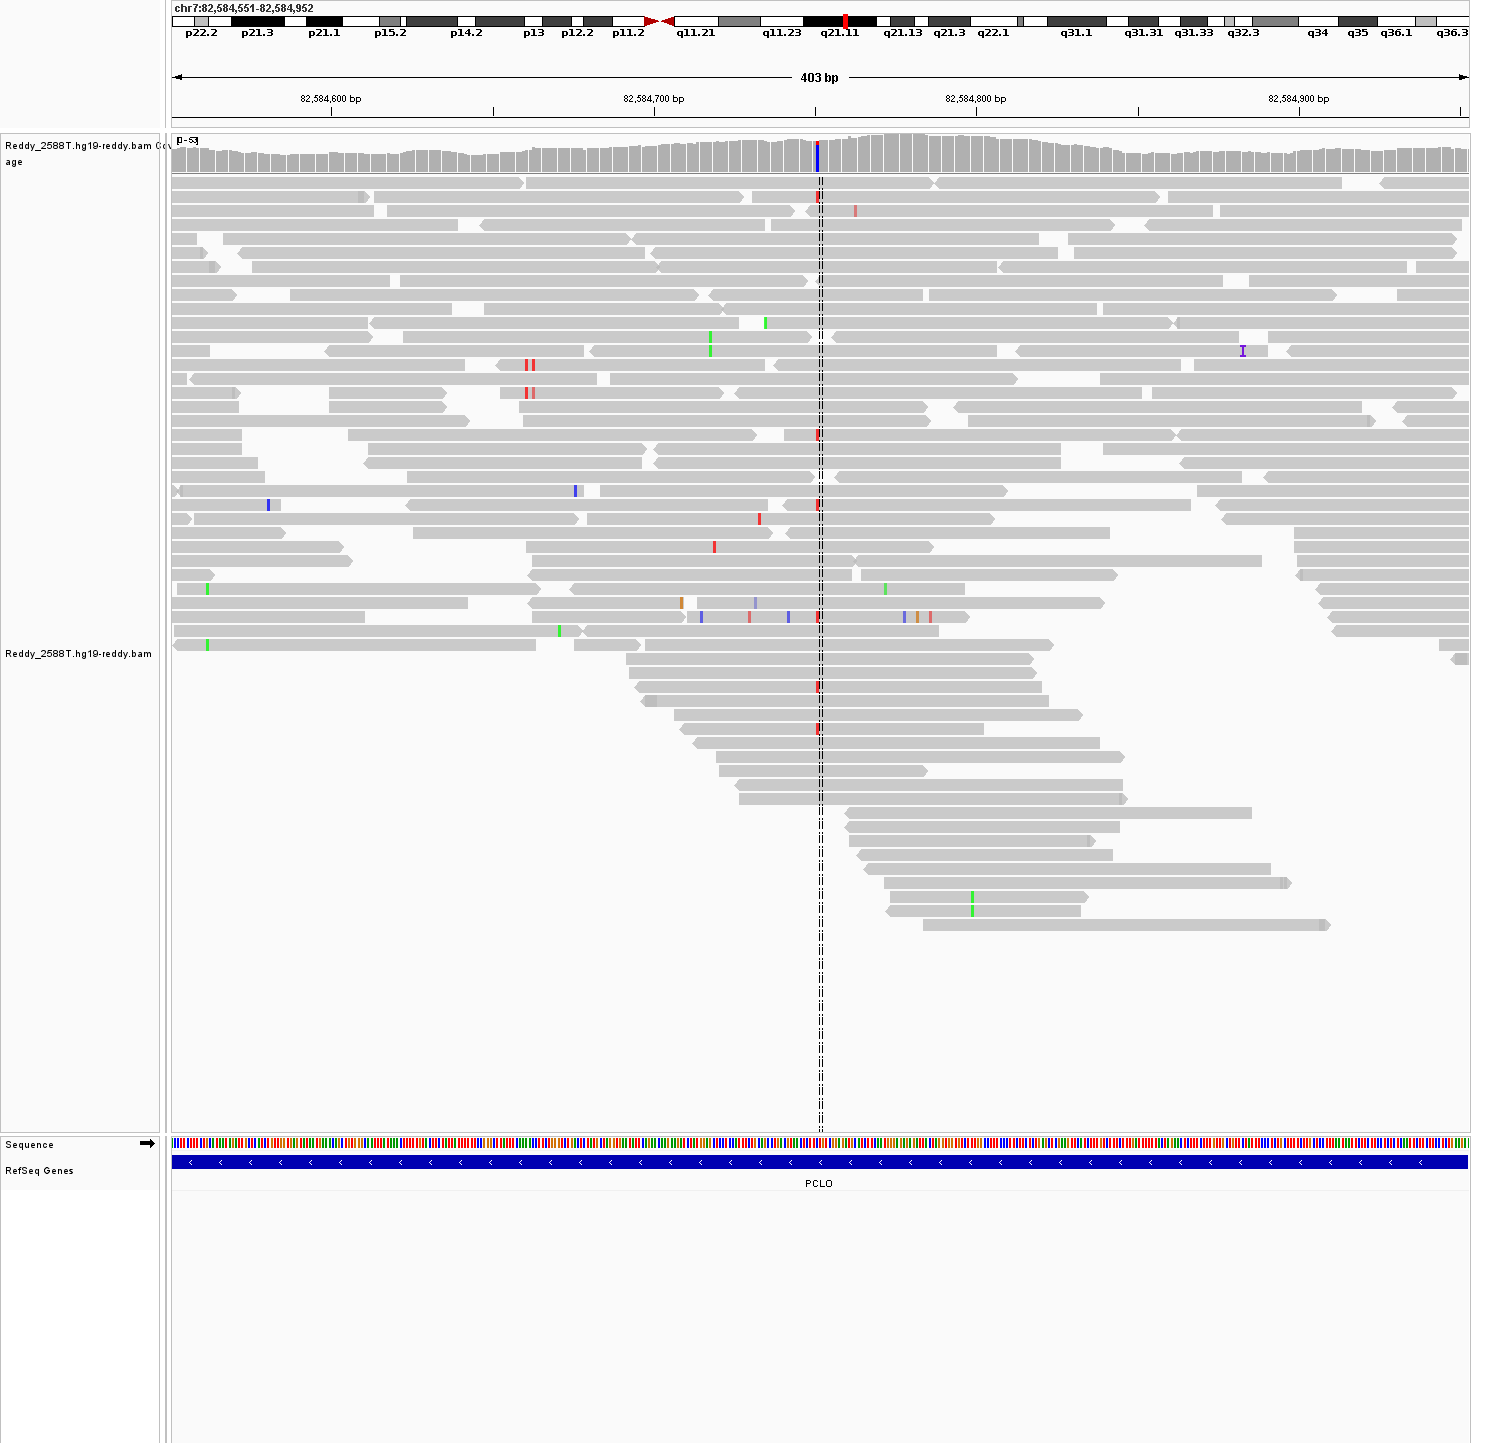 chr7:82,584,551-82,584,952
p22.2 p21.3 p21.1 p15.2 p14.2 p13 p12.2 p11.2 q11.21 q11.23 q21.11 q21.13 q21.3 q22.1 q31.1 q31.31 q31.33 q32.3 q34 q35 q36.1 q36.3
403 bp
82,584,600 bp 82,584,700 bp 82,584,800 bp 82,584,900 bp
Reddy_2588T.hg19-reddy.bam Cov
age
Reddy_2588T.hg19-reddy.bam
Sequence
RefSeq Genes
PCLO